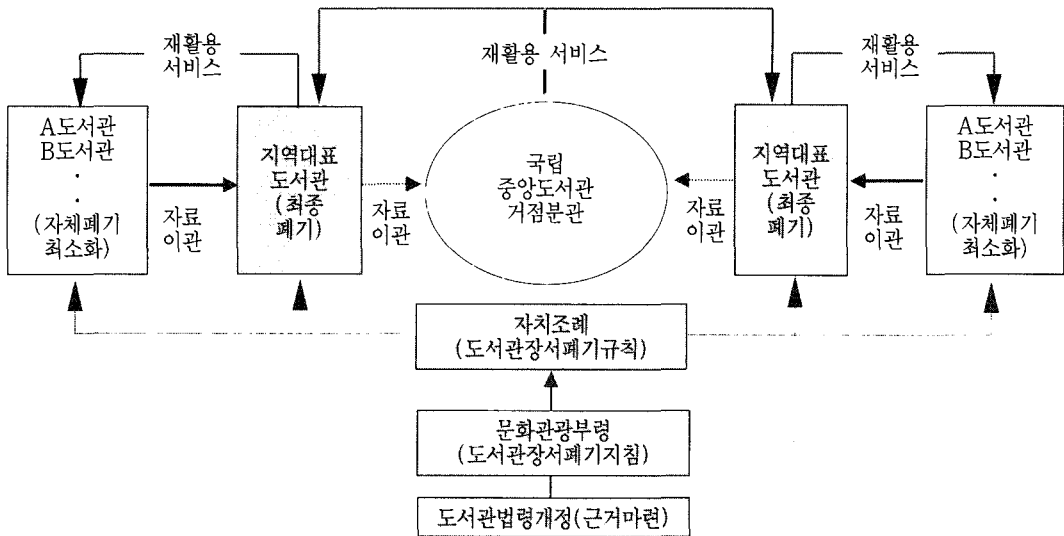 재활용
서비스
재활용 서비스
재활용
서비스
A도서관
B도서관
·
·
(자체폐기
최소화)
자료
이관
지역대표
도서관
(최종
폐기)
자료
이관
국립
중앙도서관
거점분관
자료
이관
지역대표
도서관
(최종
폐기)
자료
이관
A도서관
B도서관
·
·
(자체폐기
최소화)
자치조례
(도서관장서폐기규칙)
문화관광부령
(도서관장서폐기지침)
도서관법령개정(근거마련)